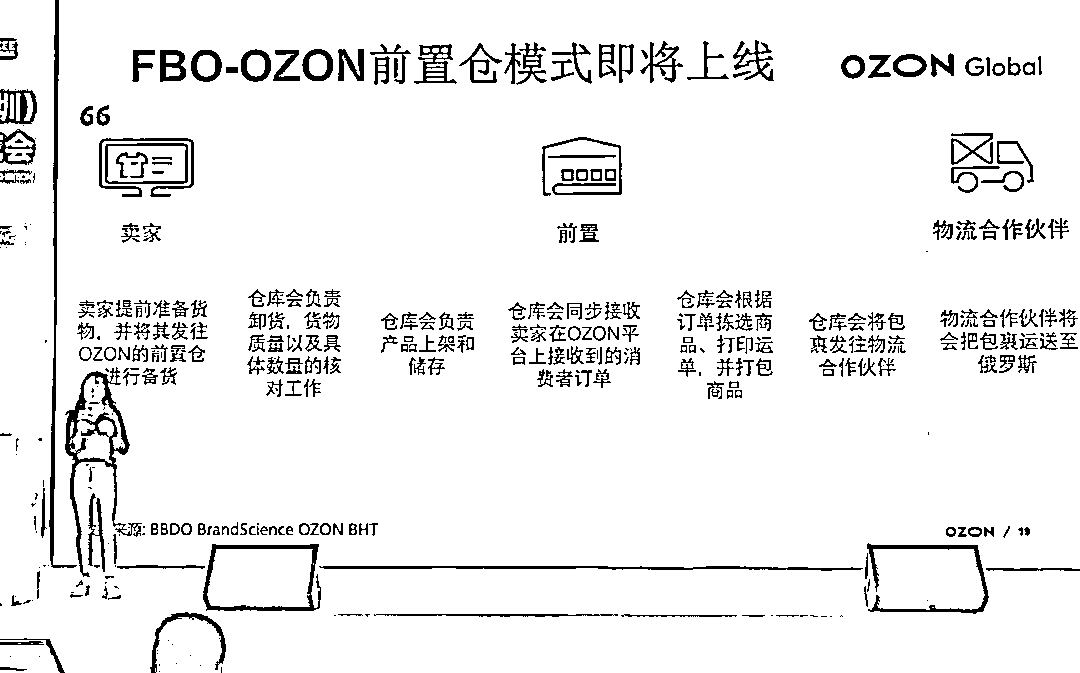 FBO-OZON前置仓模式即将上线
OZON Global
圳)
会
66
卖家
前置
物流合作伙伴
卖家提前准备货
物，并将其发往
OZON的前置仓
进行备货
仓库会负责
卸货，货物
质量以及具
体数量的核
对工作
仓库会负责
产品上架和
储存
仓库会同步接收
卖家在OZON平
台上接收到的消
费者订单
仓库会根据
订单拣选商
品、打印运
单，并打包
商品
仓库会将包
裹发往物流
合作伙伴
物流合作伙伴将
会把包裹运送至
俄罗斯
来源: BBDO BrandScience OZON BHT
OZON / 19